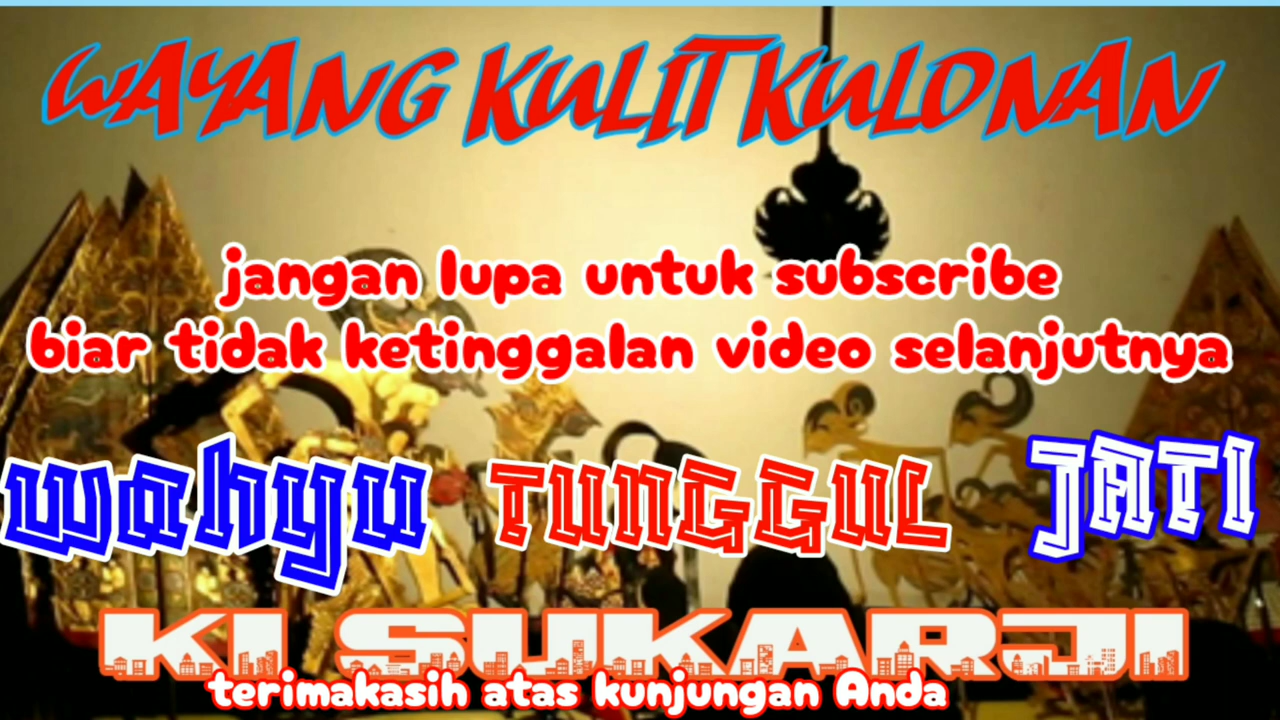 WAYANG KULIT KULONAN
jangan lupa untuk subscribe
biar tidak ketinggalan video selanjutnya
wahyu TUNGGUL JATI
KI SUKARJI
terimakasih atas kunjungan Anda